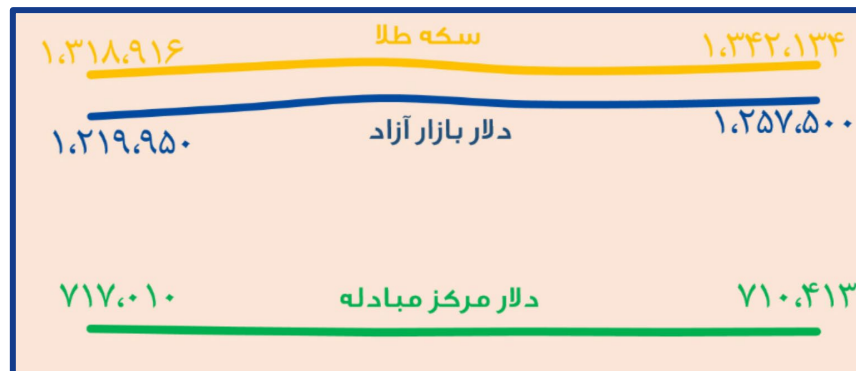 سکه طلا
۱،۳۱۸،۹۱۶
۱،۳۴۲،۱۳۴
دلار بازار آزاد
۱،۲۱۹،۹۵۰
۱،۲۵۷،۵۰۰
دلار مرکز مبادله
۷۱۷،۰۱۰
۷۱۰،۴۱۳